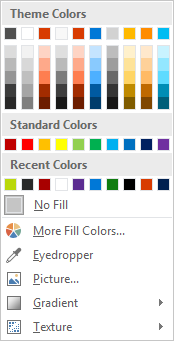 Theme Colors
Standard Colors
Recent Colors
No Fill
More Fill Colors...
Eyedropper
Picture...
Gradient
Texture